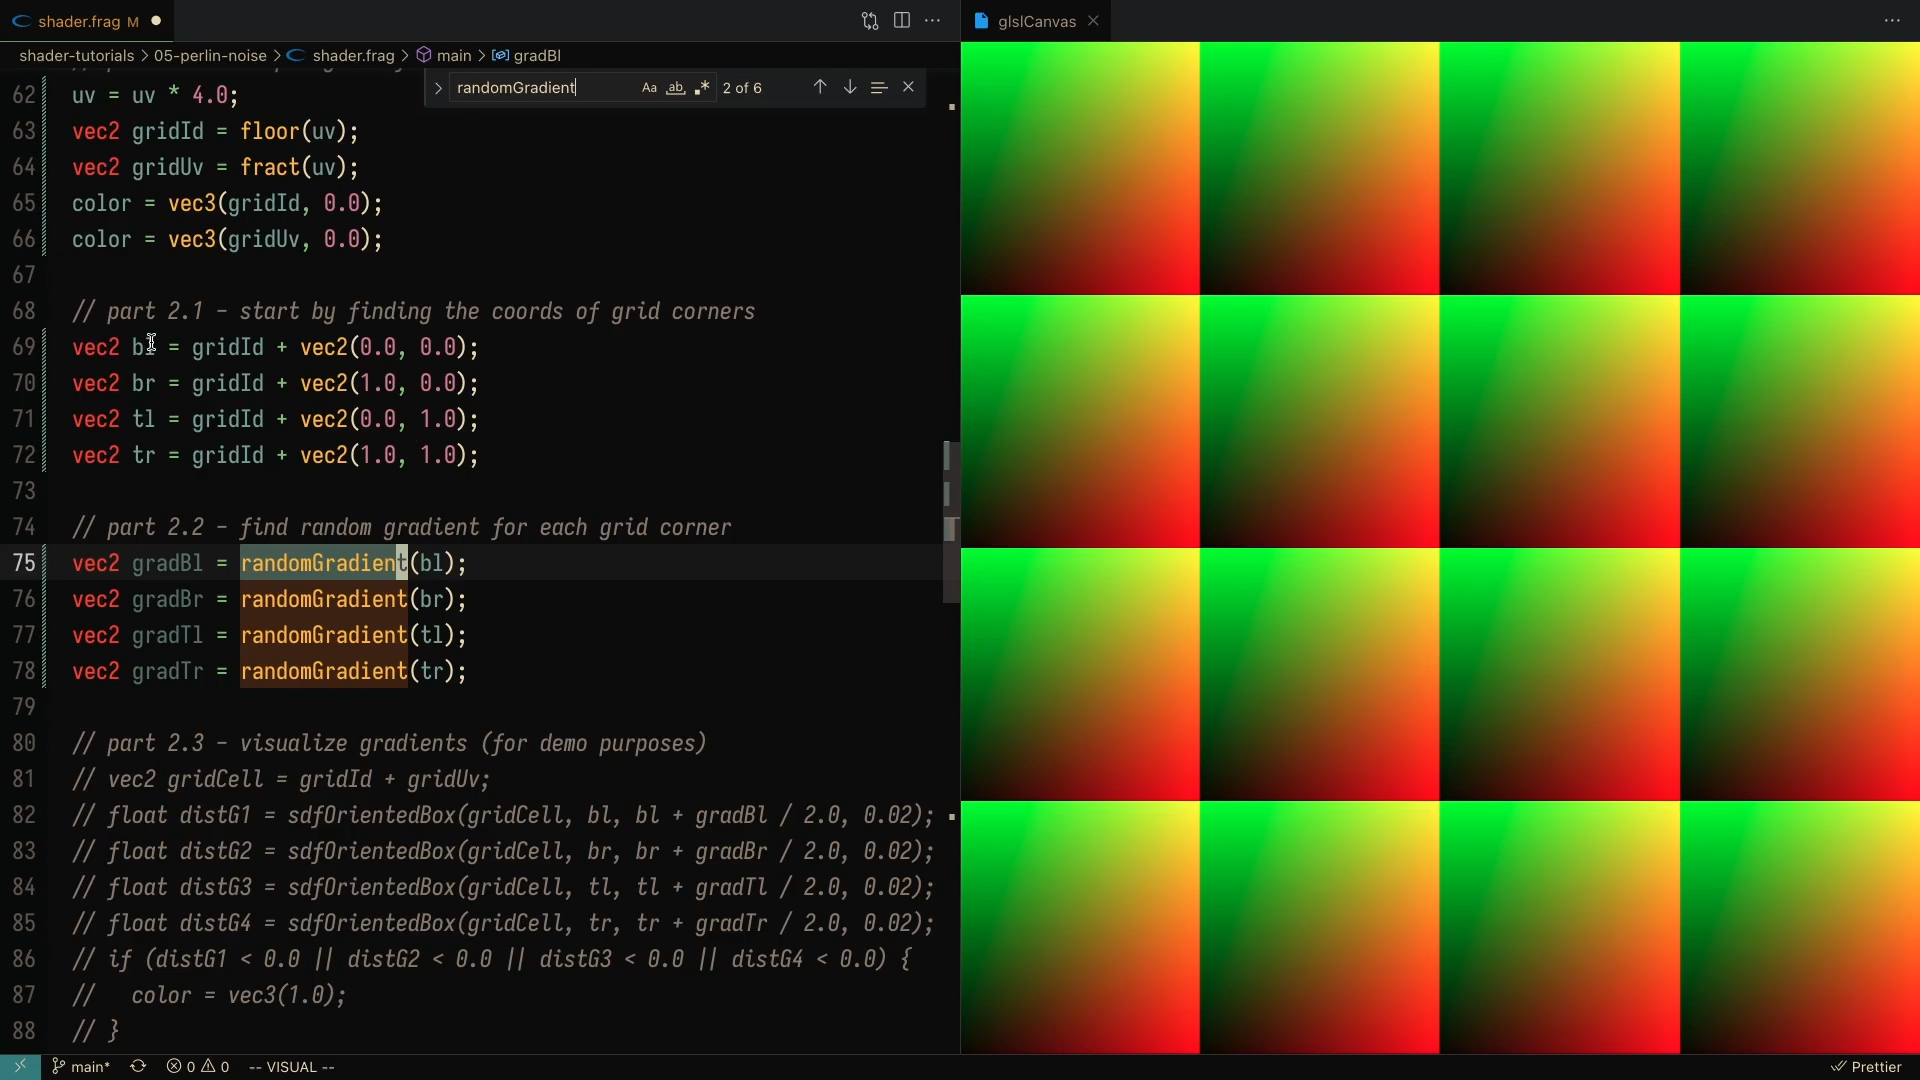 shader.frag M
glslCanvas
shader-tutorials > 05-perlin-noise > shader.frag > main > gradBl
randomGradient Aa ab, .* 2 of 6
62 uv = uv * 4.0;
63 vec2 gridId = floor(uv);
64 vec2 gridUv = fract(uv);
65 color = vec3(gridId, 0.0);
66 color = vec3(gridUv, 0.0);
67
68 // part 2.1 - start by finding the coords of grid corners
69 vec2 bl = gridId + vec2(0.0, 0.0);
70 vec2 br = gridId + vec2(1.0, 0.0);
71 vec2 tl = gridId + vec2(0.0, 1.0);
72 vec2 tr = gridId + vec2(1.0, 1.0);
73
74 // part 2.2 - find random gradient for each grid corner
75 vec2 gradBl = randomGradient(bl);
76 vec2 gradBr = randomGradient(br);
77 vec2 gradTl = randomGradient(tl);
78 vec2 gradTr = randomGradient(tr);
79
80 // part 2.3 - visualize gradients (for demo purposes)
81 // vec2 gridCell = gridId + gridUv;
82 // float distG1 = sdfOrientedBox(gridCell, bl, bl + gradBl / 2.0, 0.02);
83 // float distG2 = sdfOrientedBox(gridCell, br, br + gradBr / 2.0, 0.02);
84 // float distG3 = sdfOrientedBox(gridCell, tl, tl + gradTl / 2.0, 0.02);
85 // float distG4 = sdfOrientedBox(gridCell, tr, tr + gradTr / 2.0, 0.02);
86 // if (distG1 < 0.0 || distG2 < 0.0 || distG3 < 0.0 || distG4 < 0.0) {
87 //   color = vec3(1.0);
88 // }
main* 0 0 -- VISUAL -- Prettier